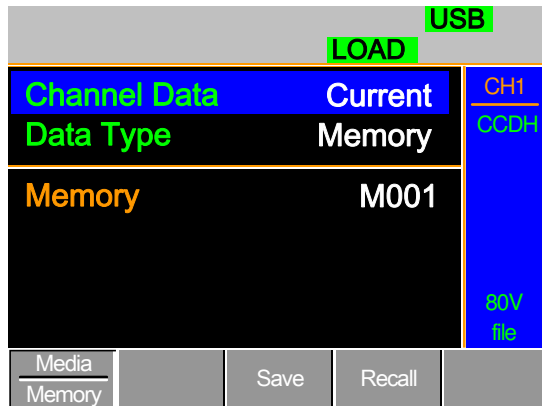 USB
LOAD
Channel Data Current
Data Type Memory
Memory M001
CH1
CCDH
80V
file
Media
Memory
Save
Recall